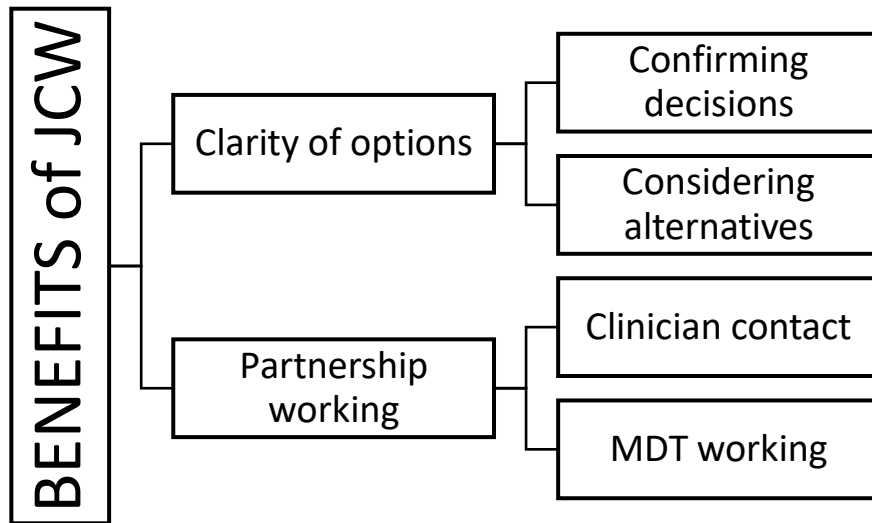 BENEFITS of JCW
Clarity of options
Confirming
decisions
Considering
alternatives
Partnership
working
Clinician contact
MDT working